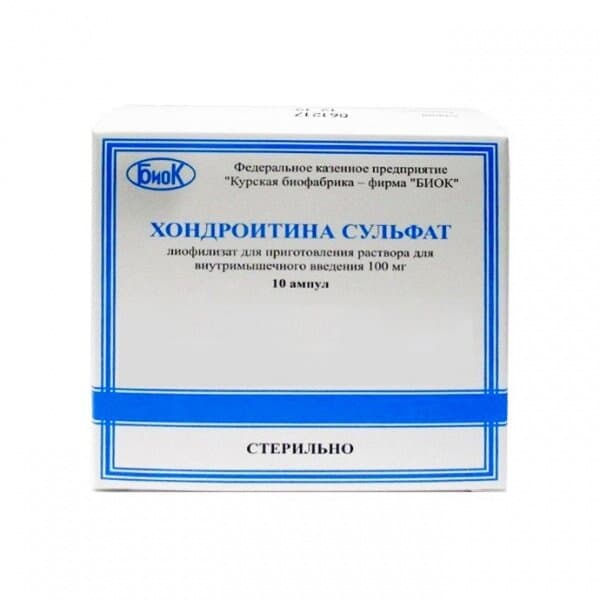 БиоК
Федеральное казенное предприятие
"Курская биофабрика – фирма "БИОК"
ХОНДРОИТИНА СУЛЬФАТ
лиофилизат для приготовления раствора для
внутримышечного введения 100 мг
10 ампул
СТЕРИЛЬНО